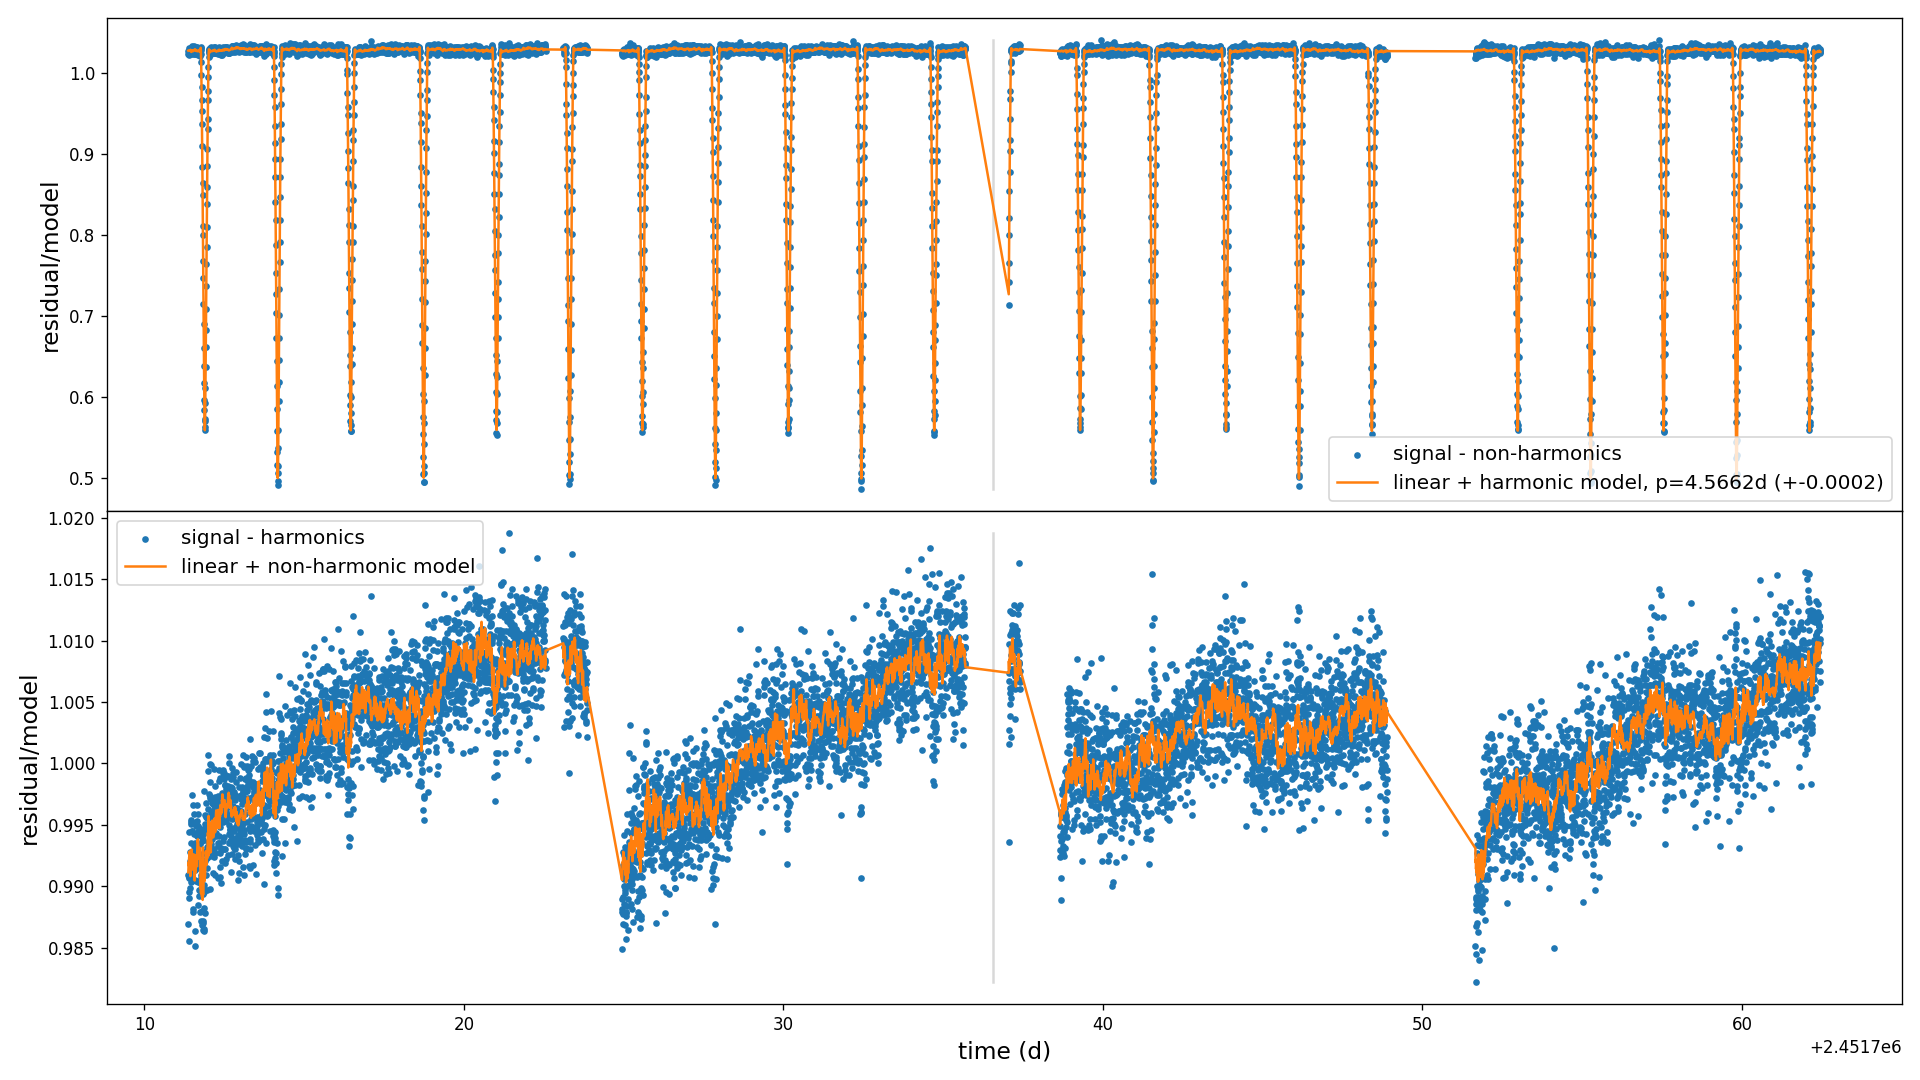 1.0
0.9
0.8
0.7
0.6
0.5
residual/model
signal - non-harmonics
linear + harmonic model, p=4.5662d (+-0.0002)
1.020
1.015
1.010
1.005
1.000
0.995
0.990
0.985
residual/model
signal - harmonics
linear + non-harmonic model
10
20
30
40
50
60
time (d)
+2.4517e6